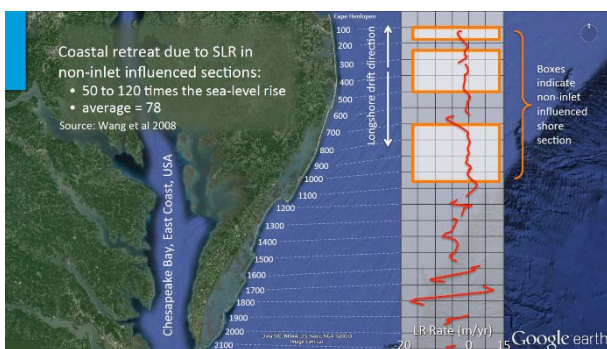 Coastal retreat due to SLR in
non-inlet influenced sections:
• 50 to 120 times the sea-level rise
• average = 78
Source: Wang et al 2008
Chesapeake Bay, East Coast, USA
Cape Henlopen
100
200
300
400
500
600
700
800
900
1000
1100
1200
1300
1400
1500
1600
1700
1800
1900
2000
2100
Longshore drift direction
Boxes
indicate
non-inlet
influenced
shore
section
LR Rate (m/yr)
20
10
0
15
Google earth